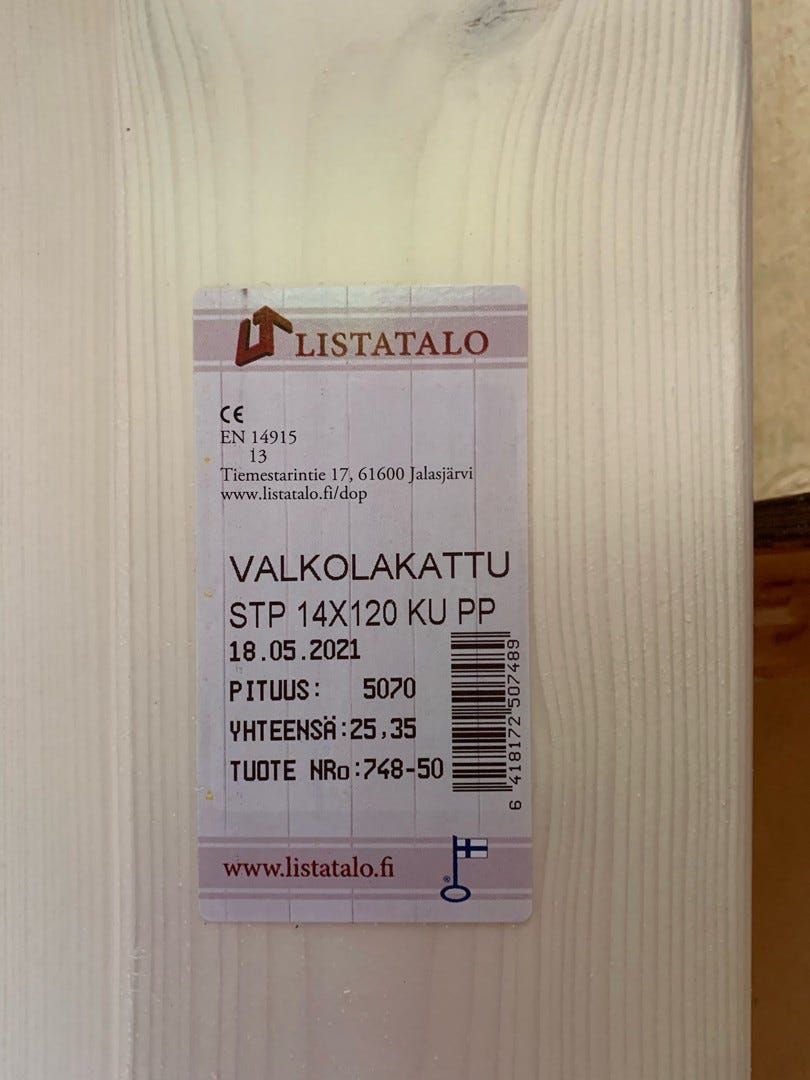 LISTATALO
CE
EN 14915
13
Tiemestarintie 17, 61600 Jalasjärvi
www.listatalo.fi/dop
VALKOLAKATTU
STP 14X120 KU PP
18.05.2021
PITUUS: 5070
YHTEENSÄ:25,35
TUOTE NRo:748-50
6 418172 507489
www.listatalo.fi
®